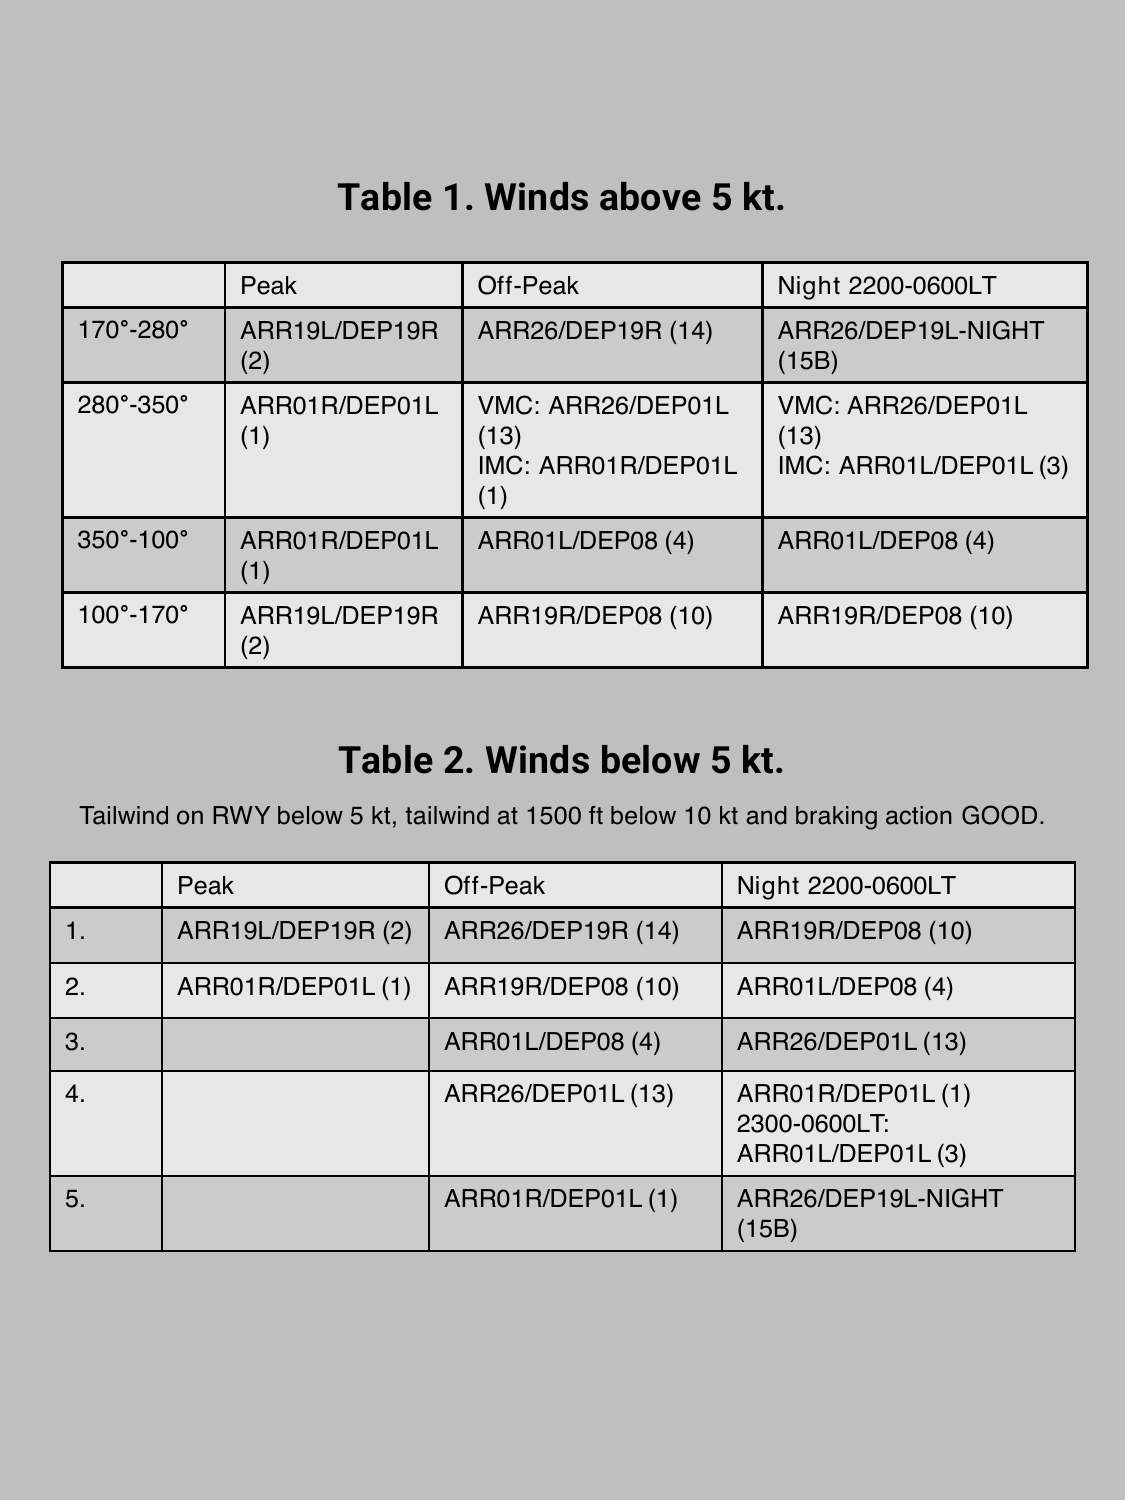 Table 1. Winds above 5 kt.
Peak
Off-Peak
Night 2200-0600LT
170°-280°
ARR19L/DEP19R
(2)
ARR26/DEP19R (14)
ARR26/DEP19L-NIGHT
(15B)
280°-350°
ARR01R/DEP01L
(1)
VMC: ARR26/DEP01L
(13)
IMC: ARR01R/DEP01L
(1)
VMC: ARR26/DEP01L
(13)
IMC: ARR01L/DEP01L (3)
350°-100°
ARR01R/DEP01L
(1)
ARR01L/DEP08 (4)
ARR01L/DEP08 (4)
100°-170°
ARR19L/DEP19R
(2)
ARR19R/DEP08 (10)
ARR19R/DEP08 (10)
Table 2. Winds below 5 kt.
Tailwind on RWY below 5 kt, tailwind at 1500 ft below 10 kt and braking action GOOD.
Peak
Off-Peak
Night 2200-0600LT
1.
ARR19L/DEP19R (2)
ARR26/DEP19R (14)
ARR19R/DEP08 (10)
2.
ARR01R/DEP01L (1)
ARR19R/DEP08 (10)
ARR01L/DEP08 (4)
3.
ARR01L/DEP08 (4)
ARR26/DEP01L (13)
4.
ARR26/DEP01L (13)
ARR01R/DEP01L (1)
2300-0600LT:
ARR01L/DEP01L (3)
5.
ARR01R/DEP01L (1)
ARR26/DEP19L-NIGHT
(15B)